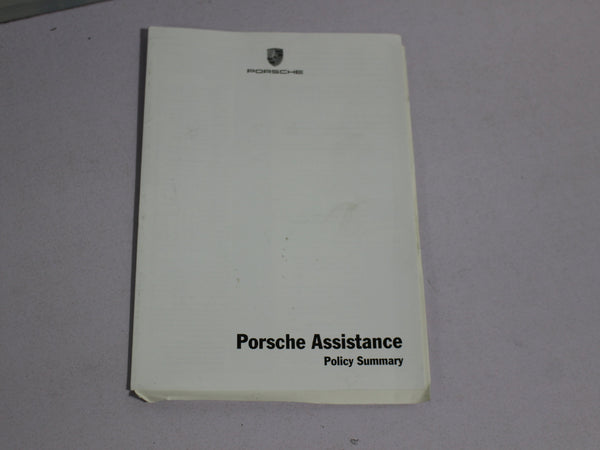 PORSCHE
Porsche Assistance
Policy Summary